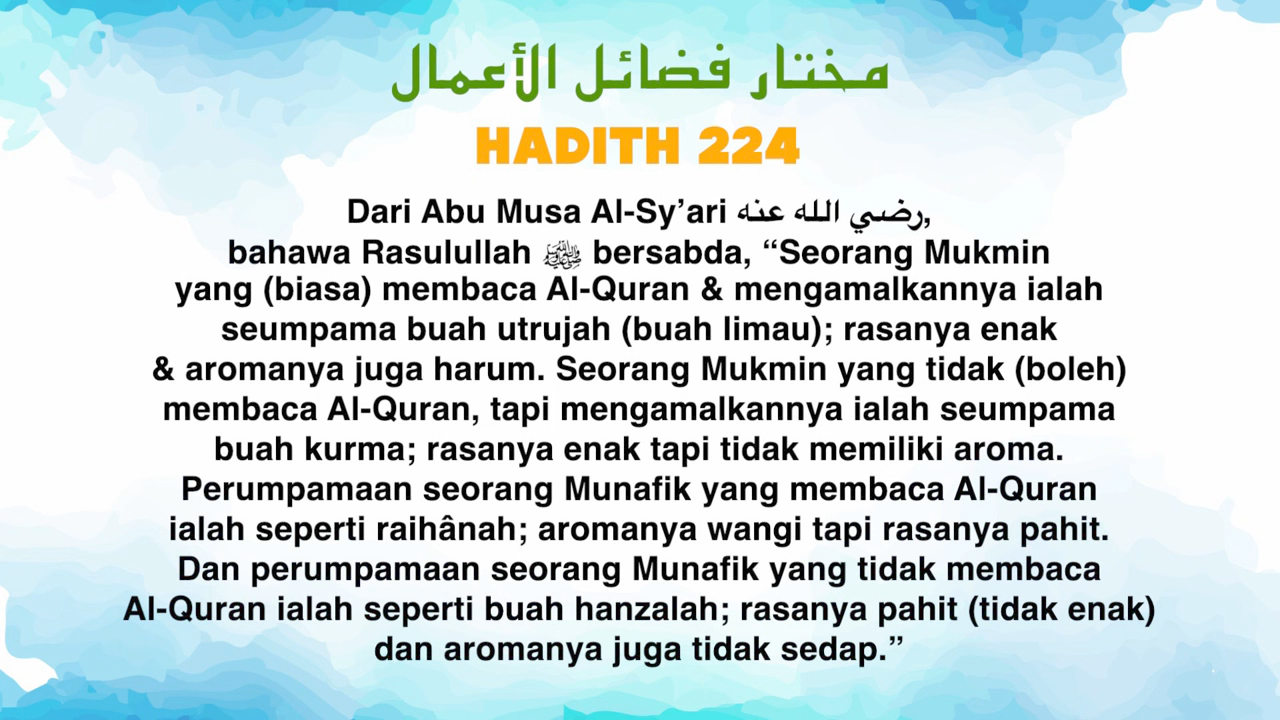 مختار فضائل الأعمال
HADITH 224
Dari Abu Musa Al-Sy’ari رضي الله عنه,
bahawa Rasulullah ﷺ bersabda, “Seorang Mukmin
yang (biasa) membaca Al-Quran & mengamalkannya ialah
seumpama buah utrujah (buah limau); rasanya enak
& aromanya juga harum. Seorang Mukmin yang tidak (boleh)
membaca Al-Quran, tapi mengamalkannya ialah seumpama
buah kurma; rasanya enak tapi tidak memiliki aroma.
Perumpamaan seorang Munafik yang membaca Al-Quran
ialah seperti raihânah; aromanya wangi tapi rasanya pahit.
Dan perumpamaan seorang Munafik yang tidak membaca
Al-Quran ialah seperti buah hanzalah; rasanya pahit (tidak enak)
dan aromanya juga tidak sedap.”